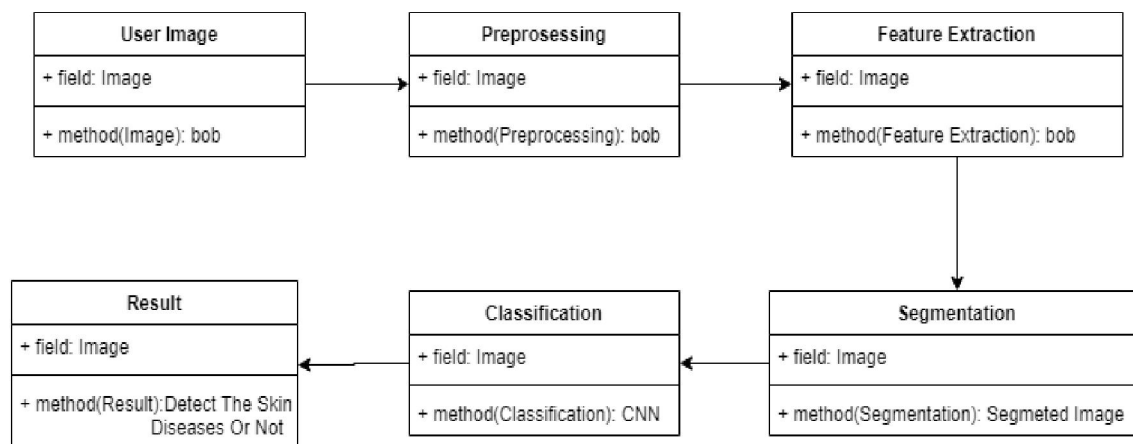 User Image
+ field: Image
+ method(Image): bob
Preprosessing
+ field: Image
+ method(Preprocessing): bob
Feature Extraction
+ field: Image
+ method(Feature Extraction): bob
Segmentation
+ field: Image
+ method(Segmentation): Segmeted Image
Classification
+ field: Image
+ method(Classification): CNN
Result
+ field: Image
+ method(Result):Detect The Skin
Diseases Or Not